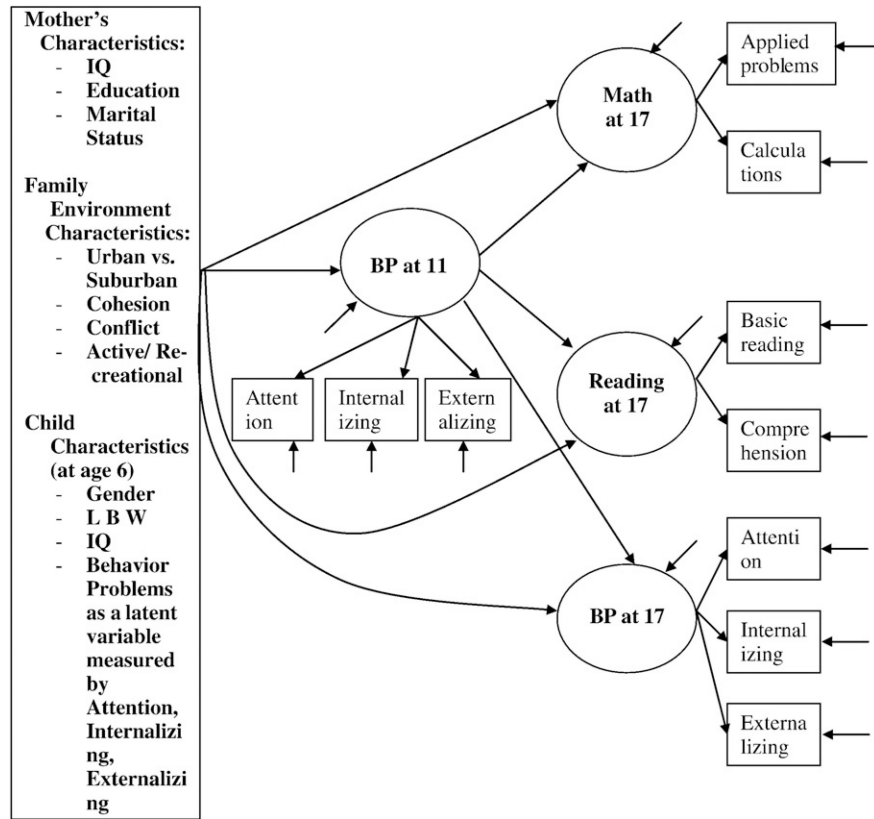 Mother's
Characteristics:
- IQ
- Education
- Marital
Status
Family
Environment
Characteristics:
- Urban vs.
Suburban
- Cohesion
- Conflict
- Active/ Re-
creational
Child
Characteristics
(at age 6)
- Gender
- L B W
- IQ
- Behavior
Problems
as a latent
variable
measured
by
Attention,
Internalizi
ng,
Externalizi
ng
BP at 11
Attent
ion
Internal
izing
Extern
alizing
Math
at 17
Applied
problems
Calcula
tions
Reading
at 17
Basic
reading
Compre
hension
BP at 17
Attenti
on
Internal
izing
Externa
lizing